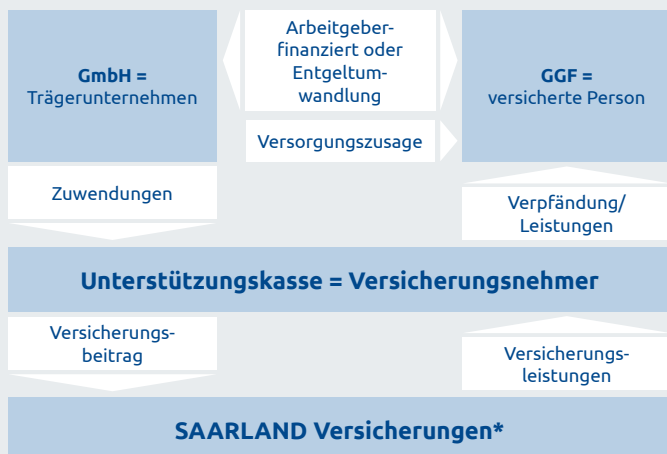 GmbH =
Trägerunternehmen
Arbeitgeber-
finanziert oder
Entgeltum-
wandlung
GGF =
versicherte Person
Versorgungszusage
Zuwendungen
Verpfändung/
Leistungen
Unterstützungskasse = Versicherungsnehmer
Versicherungs-
beitrag
Versicherungs-
leistungen
SAARLAND Versicherungen*